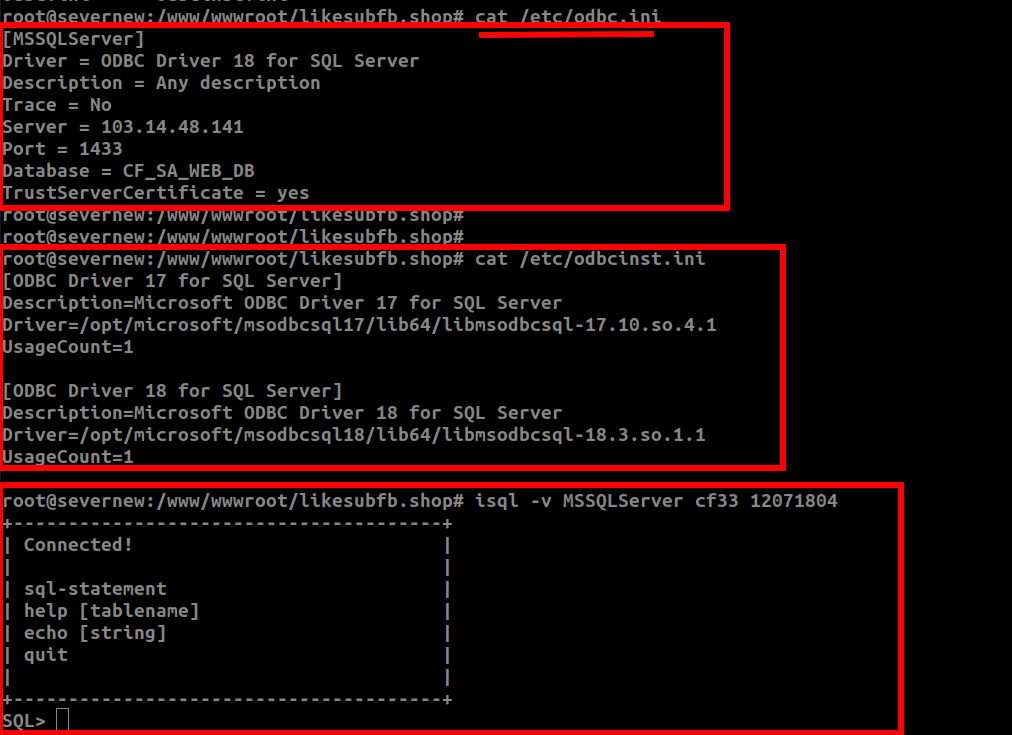 root@severnew:/www/wwwroot/likesubfb.shop# cat /etc/odbc.ini
[MSSQLServer]
Driver = ODBC Driver 18 for SQL Server
Description = Any description
Trace = No
Server = 103.14.48.141
Port = 1433
Database = CF_SA_WEB_DB
TrustServerCertificate = yes
root@severnew:/www/wwwroot/likesubfb.shop#
root@severnew:/www/wwwroot/likesubfb.shop#
root@severnew:/www/wwwroot/likesubfb.shop# cat /etc/odbcinst.ini
[ODBC Driver 17 for SQL Server]
Description=Microsoft ODBC Driver 17 for SQL Server
Driver=/opt/microsoft/msodbcsql17/lib64/libmsodbcsql-17.10.so.4.1
UsageCount=1
[ODBC Driver 18 for SQL Server]
Description=Microsoft ODBC Driver 18 for SQL Server
Driver=/opt/microsoft/msodbcsql18/lib64/libmsodbcsql-18.3.so.1.1
UsageCount=1
root@severnew:/www/wwwroot/likesubfb.shop# isql -v MSSQLServer cf33 12071804
+---------------------------------------+
| Connected!                            |
|                                       |
| sql-statement                         |
| help [tablename]                      |
| echo [string]                         |
| quit                                  |
|                                       |
+---------------------------------------+
SQL>